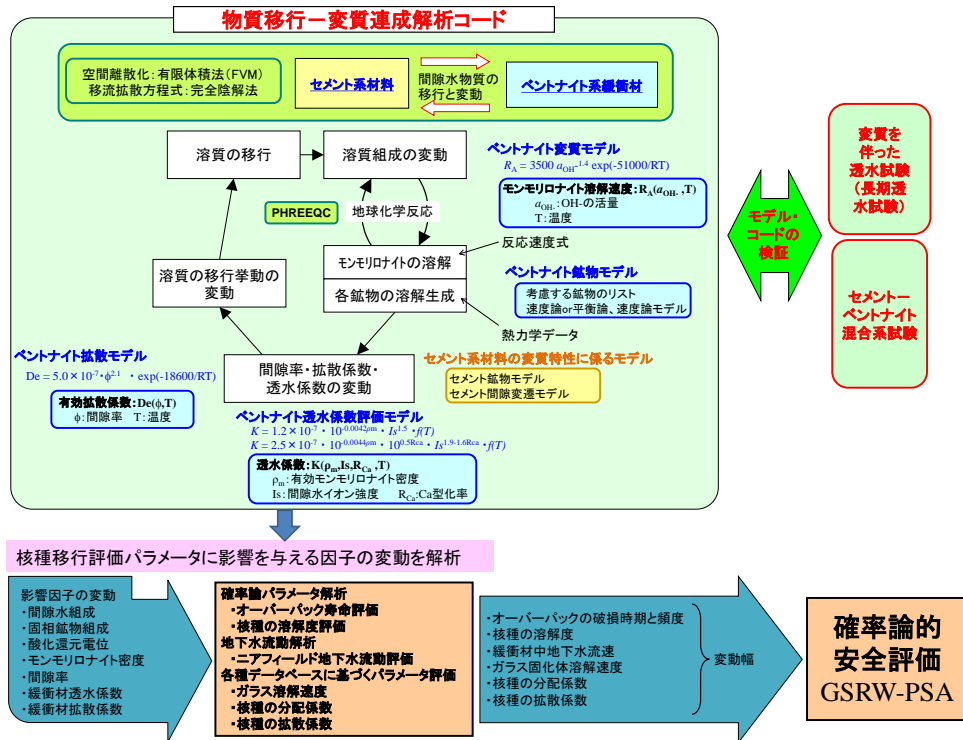 物質移行－変質連成解析コード
空間離散化：有限体積法（FVM）
移流拡散方程式：完全陰解法
セメント系材料
間隙水物質の
移行と変動
ベントナイト系緩衝材
溶質の移行
溶質組成の変動
ベントナイト変質モデル
R_A = 3500 a_OH-^1.4 exp(-51000/RT)
モンモリロナイト溶解速度：R_A(a_OH- ,T)
a_OH- :OH-の活量
T:温度
PHREEQC
地球化学反応
反応速度式
モンモリロナイトの溶解
各鉱物の溶解生成
溶質の移行挙動の
変動
ベントナイト鉱物モデル
考慮する鉱物のリスト
速度論or平衡論、速度論モデル
熱力学データ
ベントナイト拡散モデル
De = 5.0×10^-7・ϕ^2.1 ・exp(-18600/RT)
有効拡散係数：De(ϕ,T)
ϕ:間隙率 T:温度
間隙率・拡散係数・
透水係数の変動
セメント系材料の変質特性に係るモデル
セメント鉱物モデル
セメント間隙変遷モデル
ベントナイト透水係数評価モデル
K = 1.2×10^-7・10^-0.0042ρm・Is^1.5・f(T)
K = 2.5×10^-7・10^-0.0044ρm・10^0.5Rca・Is^1.9-1.6Rca・f(T)
透水係数：K(ρ_m,Is,R_Ca ,T)
ρ_m:有効モンモリロナイト密度
Is:間隙水イオン強度 R_Ca:Ca型化率
モデル・
コードの
検証
変質を
伴った
透水試験
（長期透
水試験）
セメントー
ベントナイト
混合系試験
核種移行評価パラメータに影響を与える因子の変動を解析
影響因子の変動
・間隙水組成
・固相鉱物組成
・酸化還元電位
・モンモリロナイト密度
・間隙率
・緩衝材透水係数
・緩衝材拡散係数
確率論パラメータ解析
・オーバーパック寿命評価
・核種の溶解度評価
地下水流動解析
・ニアフィールド地下水流動評価
各種データベースに基づくパラメータ評価
・ガラス溶解速度
・核種の分配係数
・核種の拡散係数
・オーバーパックの破損時期と頻度
・核種の溶解度
・緩衝材中地下水流速
・ガラス固化体溶解速度
・核種の分配係数
・核種の拡散係数
変動幅
確率論的
安全評価
GSRW-PSA